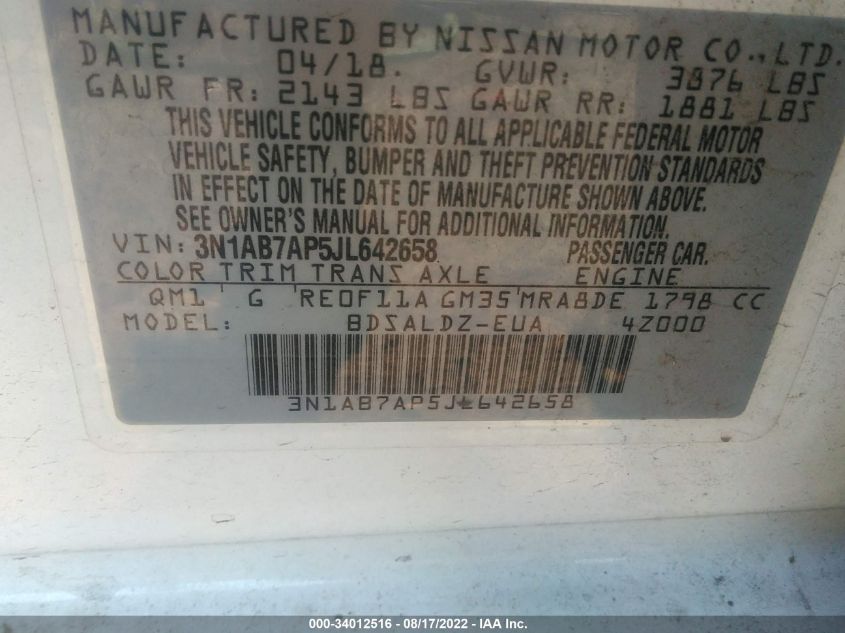 MANUFACTURED BY NISSAN MOTOR CO., LTD.
DATE: 04/18. GVWR: 3876 LBS
GAWR FR: 2143 LBS GAWR RR: 1881 LBS
THIS VEHICLE CONFORMS TO ALL APPLICABLE FEDERAL MOTOR
VEHICLE SAFETY, BUMPER AND THEFT PREVENTION STANDARDS
IN EFFECT ON THE DATE OF MANUFACTURE SHOWN ABOVE.
SEE OWNER'S MANUAL FOR ADDITIONAL INFORMATION.
VIN: 3N1AB7AP5JL642658 PASSENGER CAR.
COLOR TRIM TRANS AXLE ENGINE
QM1 G RE0F11A GM35 MRA8DE 1798 CC
MODEL: BDSALDZ-EUA 4Z000
3N1AB7AP5JL642658
000-34012516 - 08/17/2022 - IAA Inc.